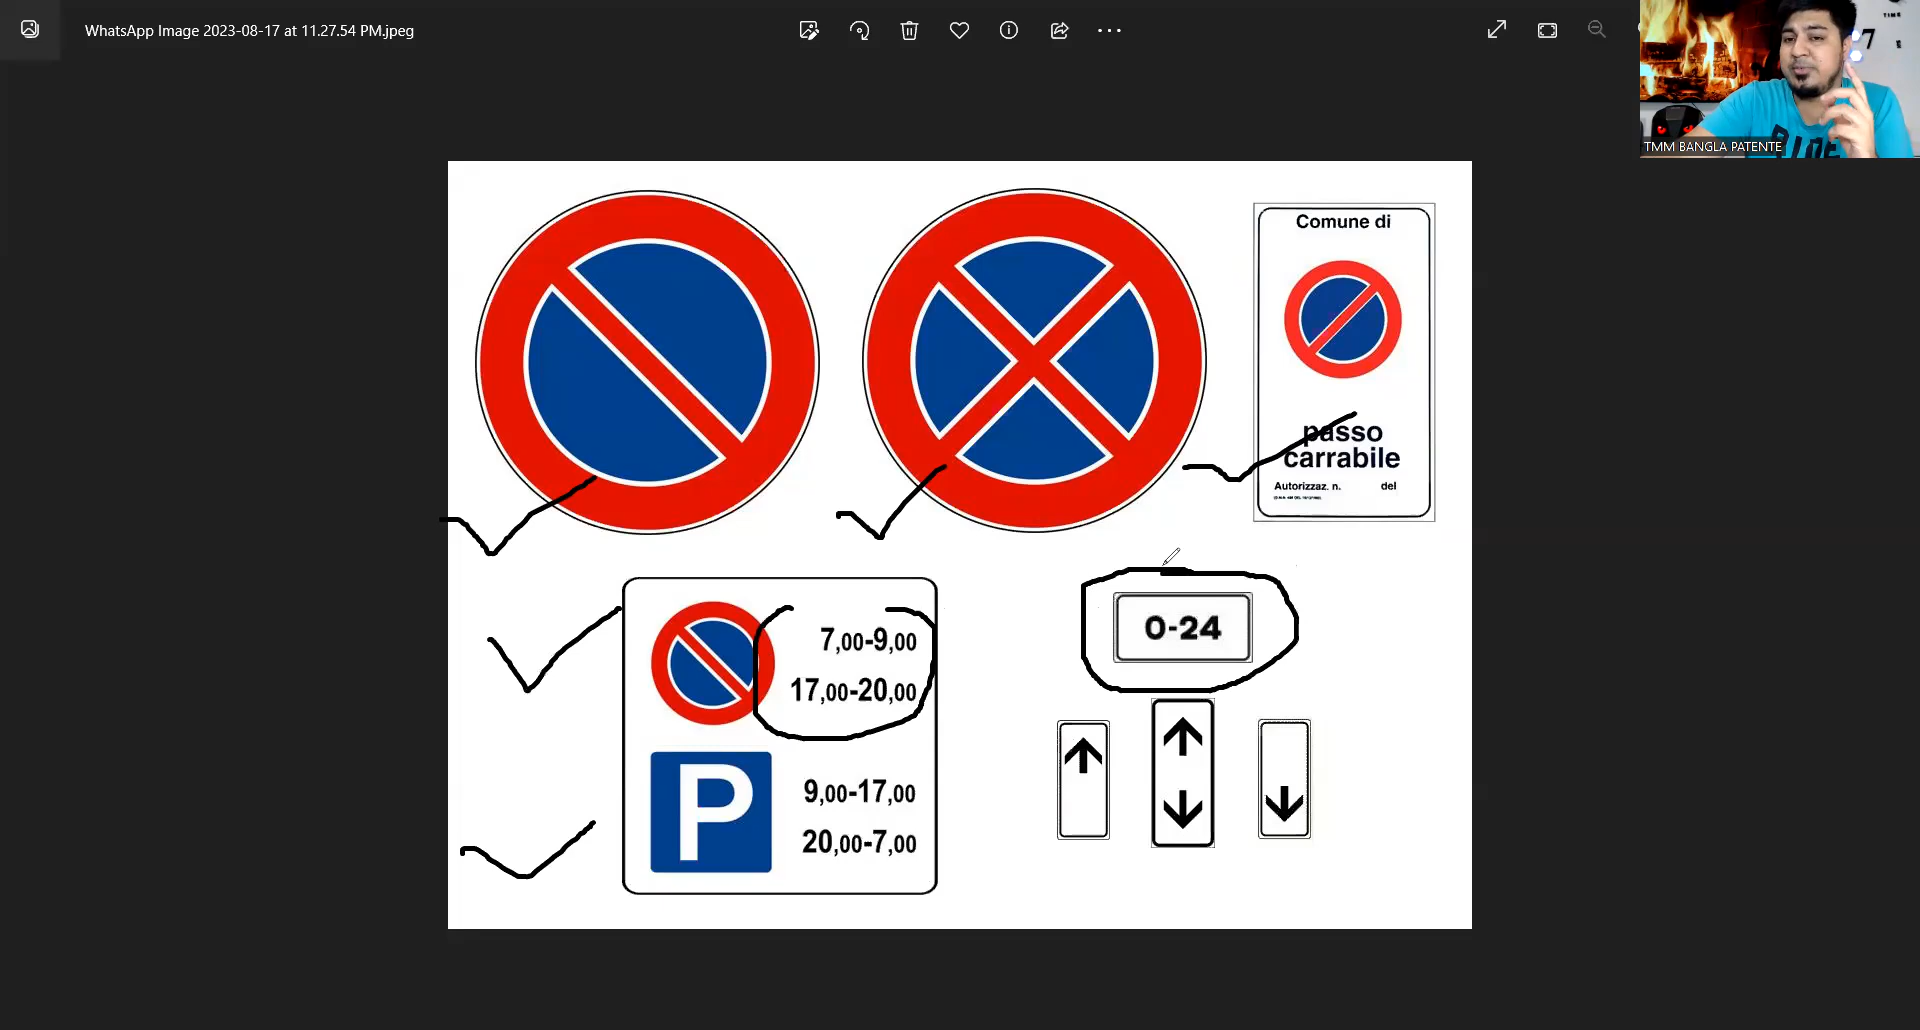 WhatsApp Image 2023-08-17 at 11.27.54 PM.jpeg
TIME
7
TMM BANGLA PATENTE
Comune di
passo
carrabile
Autorizzaz. n. del
7,00-9,00
17,00-20,00
P
9,00-17,00
20,00-7,00
0-24